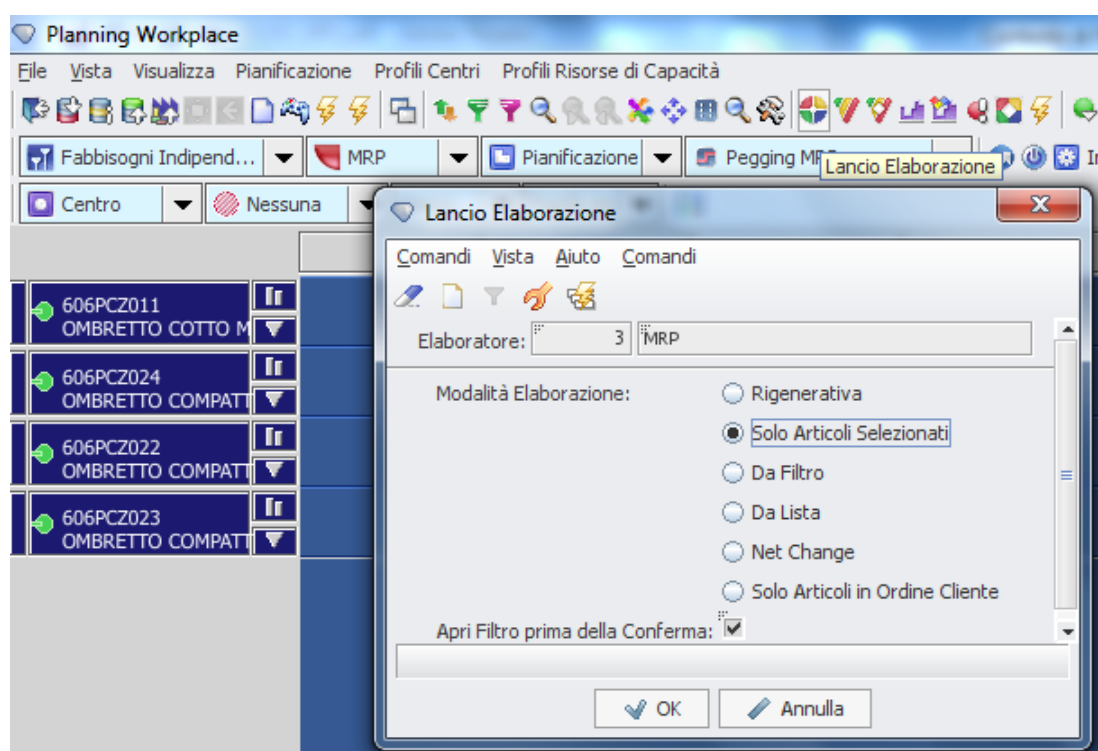 Planning Workplace
File Vista Visualizza Pianificazione Profili Centri Profili Risorse di Capacità
Fabbisogni Indipend... MRP Pianificazione Pegging
Lancio Elaborazione
Centro Nessuna
Lancio Elaborazione
Comandi Vista Aiuto Comandi
Elaboratore: 3 MRP
Modalità Elaborazione: Rigenerativa
Solo Articoli Selezionati
Da Filtro
Da Lista
Net Change
Solo Articoli in Ordine Cliente
Apri Filtro prima della Conferma:
OK Annulla
606PCZ011
OMBRETTO COTTO M
606PCZ024
OMBRETTO COMPATT
606PCZ022
OMBRETTO COMPATT
606PCZ023
OMBRETTO COMPATT